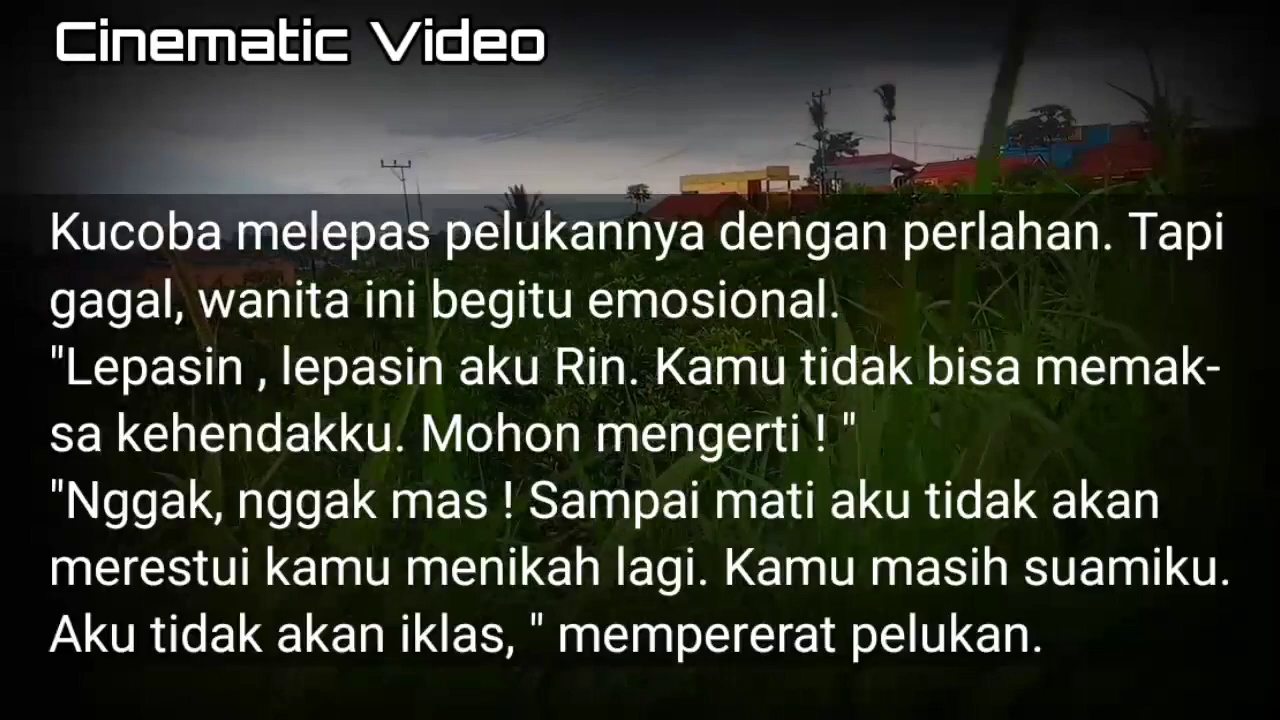 Cinematic Video
Kucoba melepas pelukannya dengan perlahan. Tapi
gagal, wanita ini begitu emosional.
"Lepasin , lepasin aku Rin. Kamu tidak bisa memak-
sa kehendakku. Mohon mengerti ! "
"Nggak, nggak mas ! Sampai mati aku tidak akan
merestui kamu menikah lagi. Kamu masih suamiku.
Aku tidak akan iklas, " mempererat pelukan.